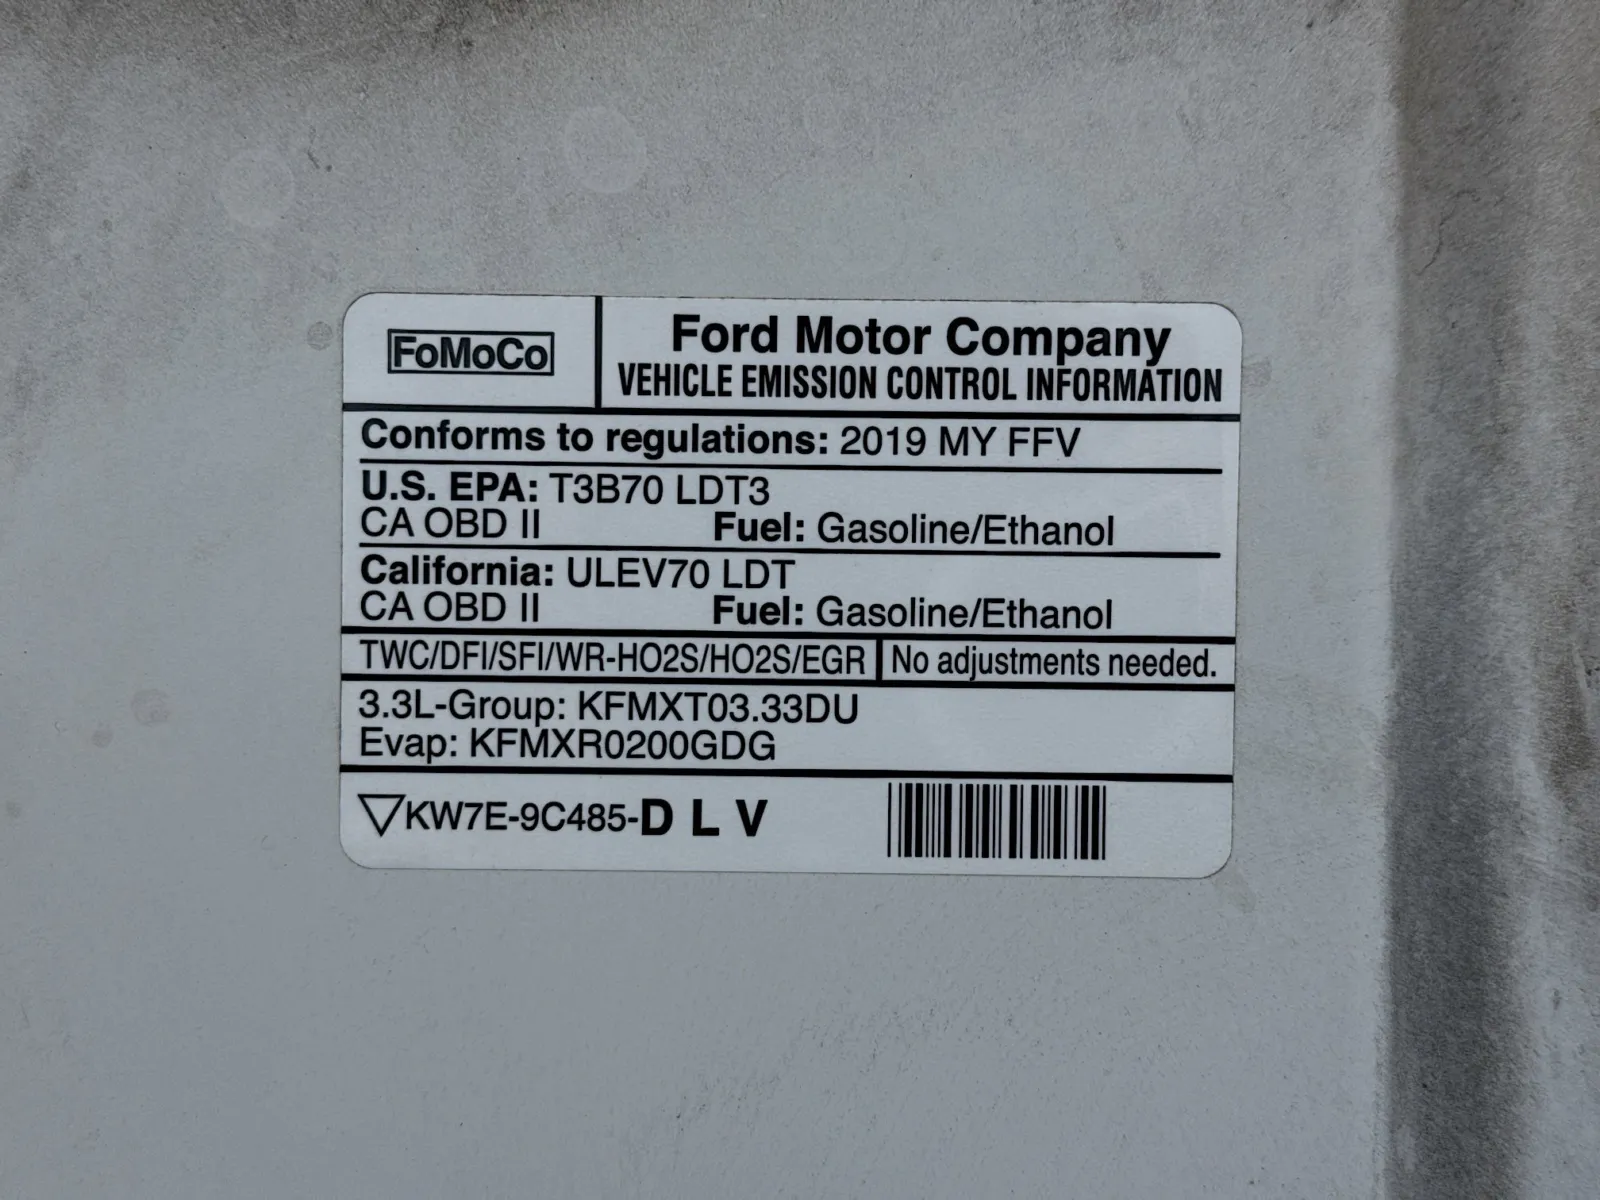 FoMoCo
Ford Motor Company
VEHICLE EMISSION CONTROL INFORMATION
Conforms to regulations: 2019 MY FFV
U.S. EPA: T3B70 LDT3
CA OBD II Fuel: Gasoline/Ethanol
California: ULEV70 LDT
CA OBD II Fuel: Gasoline/Ethanol
TWC/DFI/SFI/WR-HO2S/HO2S/EGR No adjustments needed.
3.3L-Group: KFMXT03.33DU
Evap: KFMXR0200GDG
KW7E-9C485-D L V